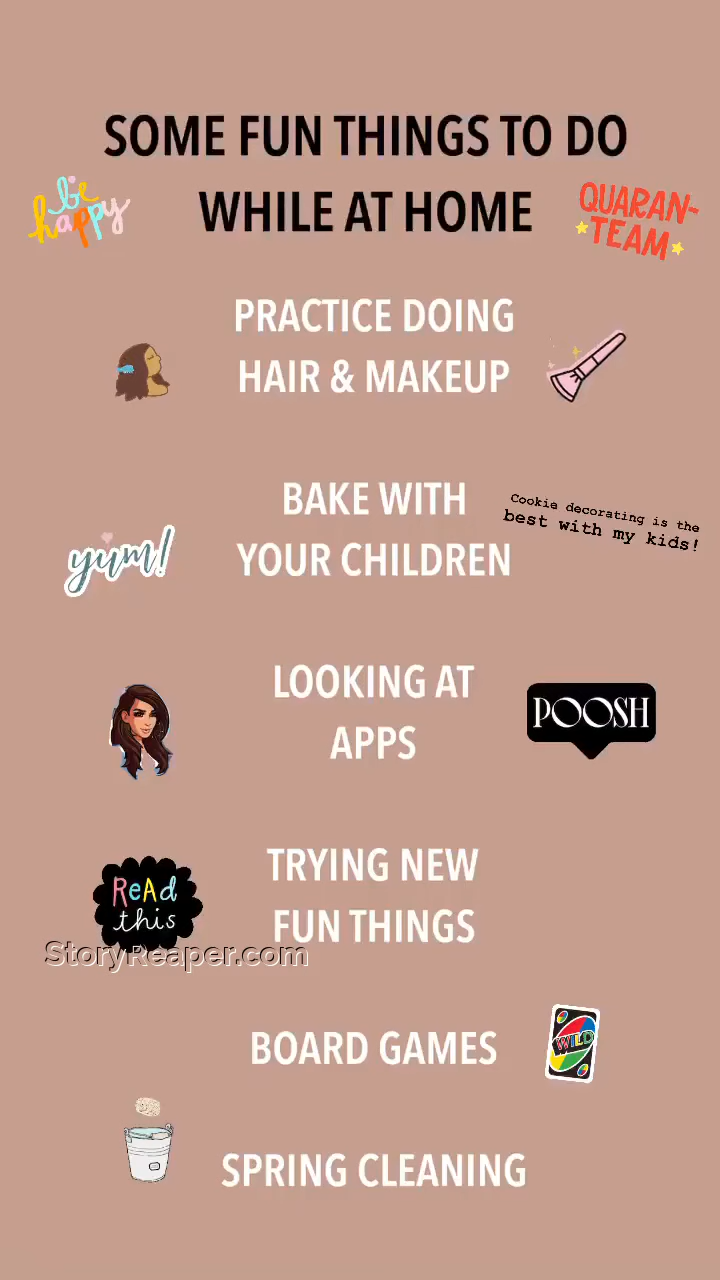 SOME FUN THINGS TO DO
WHILE AT HOME
be
happy
QUARAN-
TEAM
PRACTICE DOING
HAIR & MAKEUP
BAKE WITH
YOUR CHILDREN
Cookie decorating is the
best with my kids!
yum!
LOOKING AT
APPS
POOSH
TRYING NEW
FUN THINGS
ReAd
this
StoryReaper.com
BOARD GAMES
WILD
SPRING CLEANING